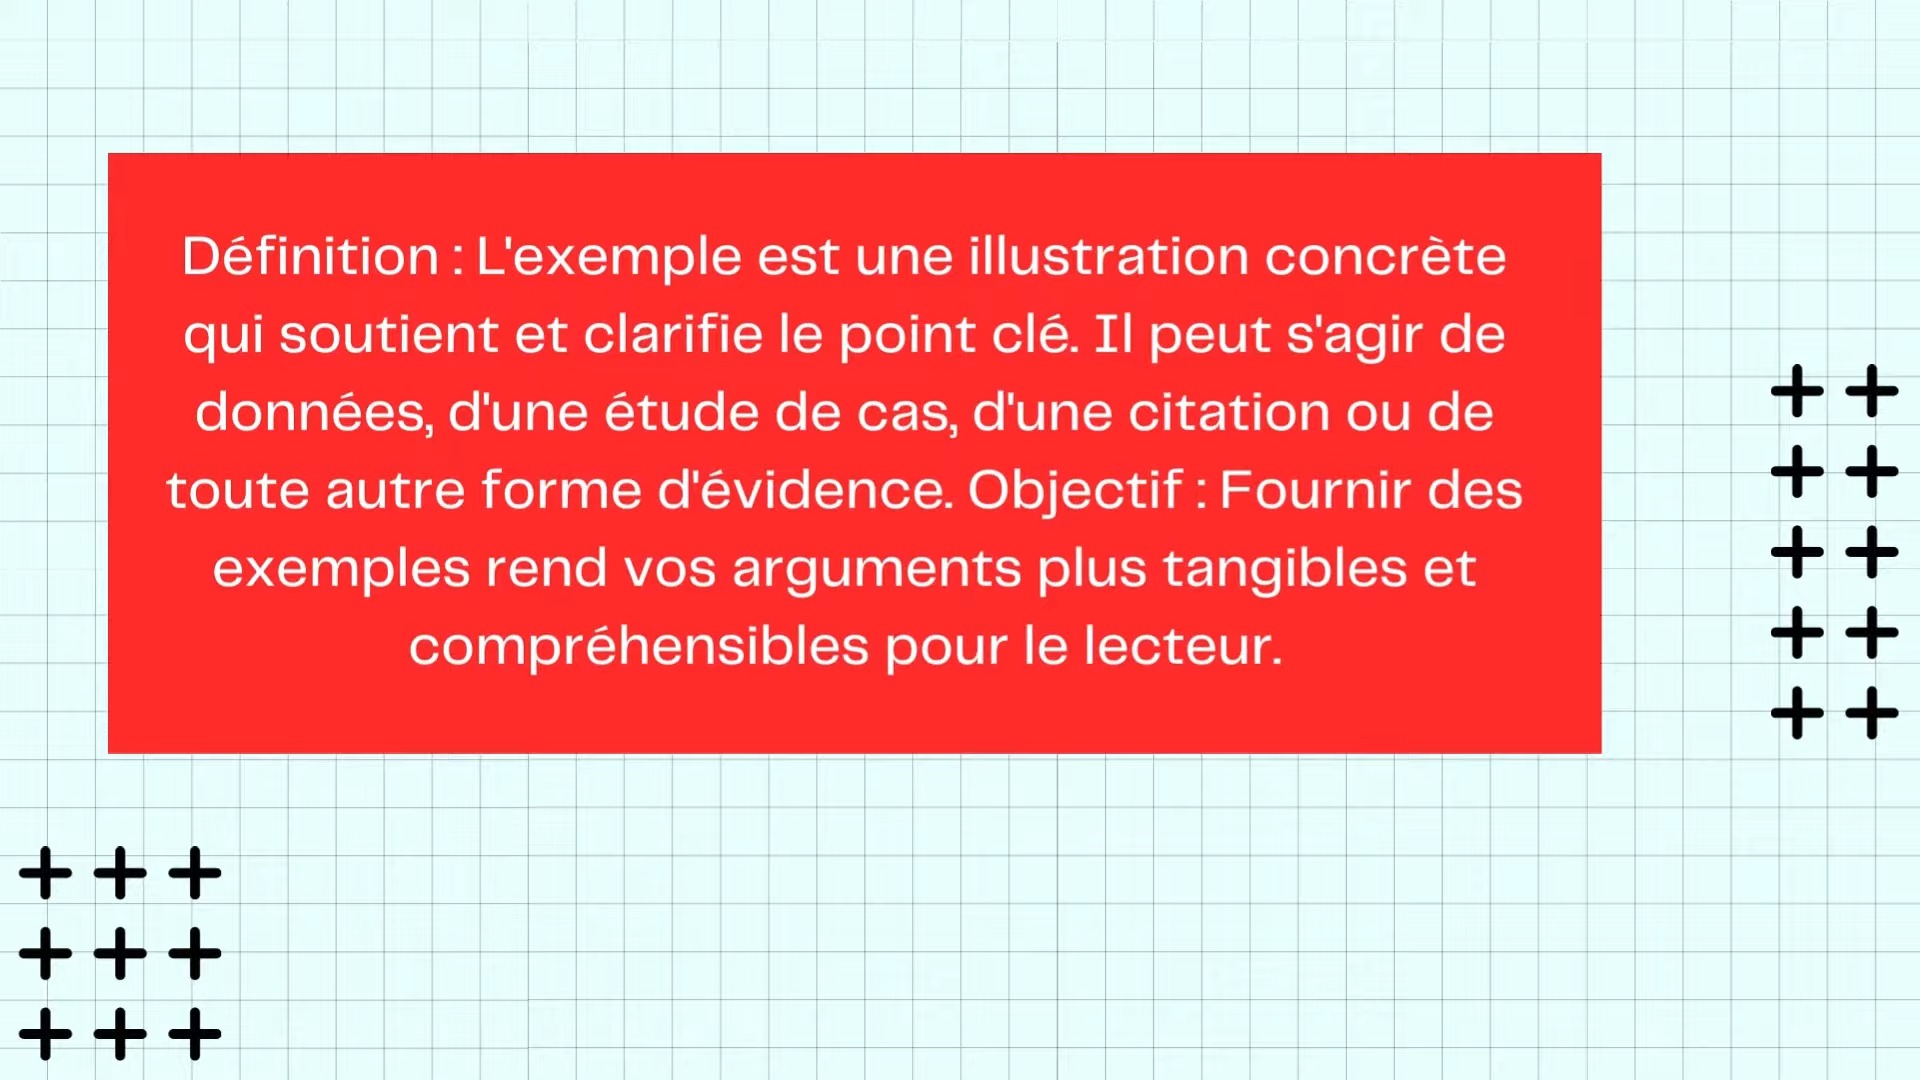 Définition : L'exemple est une illustration concrète
qui soutient et clarifie le point clé. Il peut s'agir de
données, d'une étude de cas, d'une citation ou de
toute autre forme d'évidence. Objectif : Fournir des
exemples rend vos arguments plus tangibles et
compréhensibles pour le lecteur.